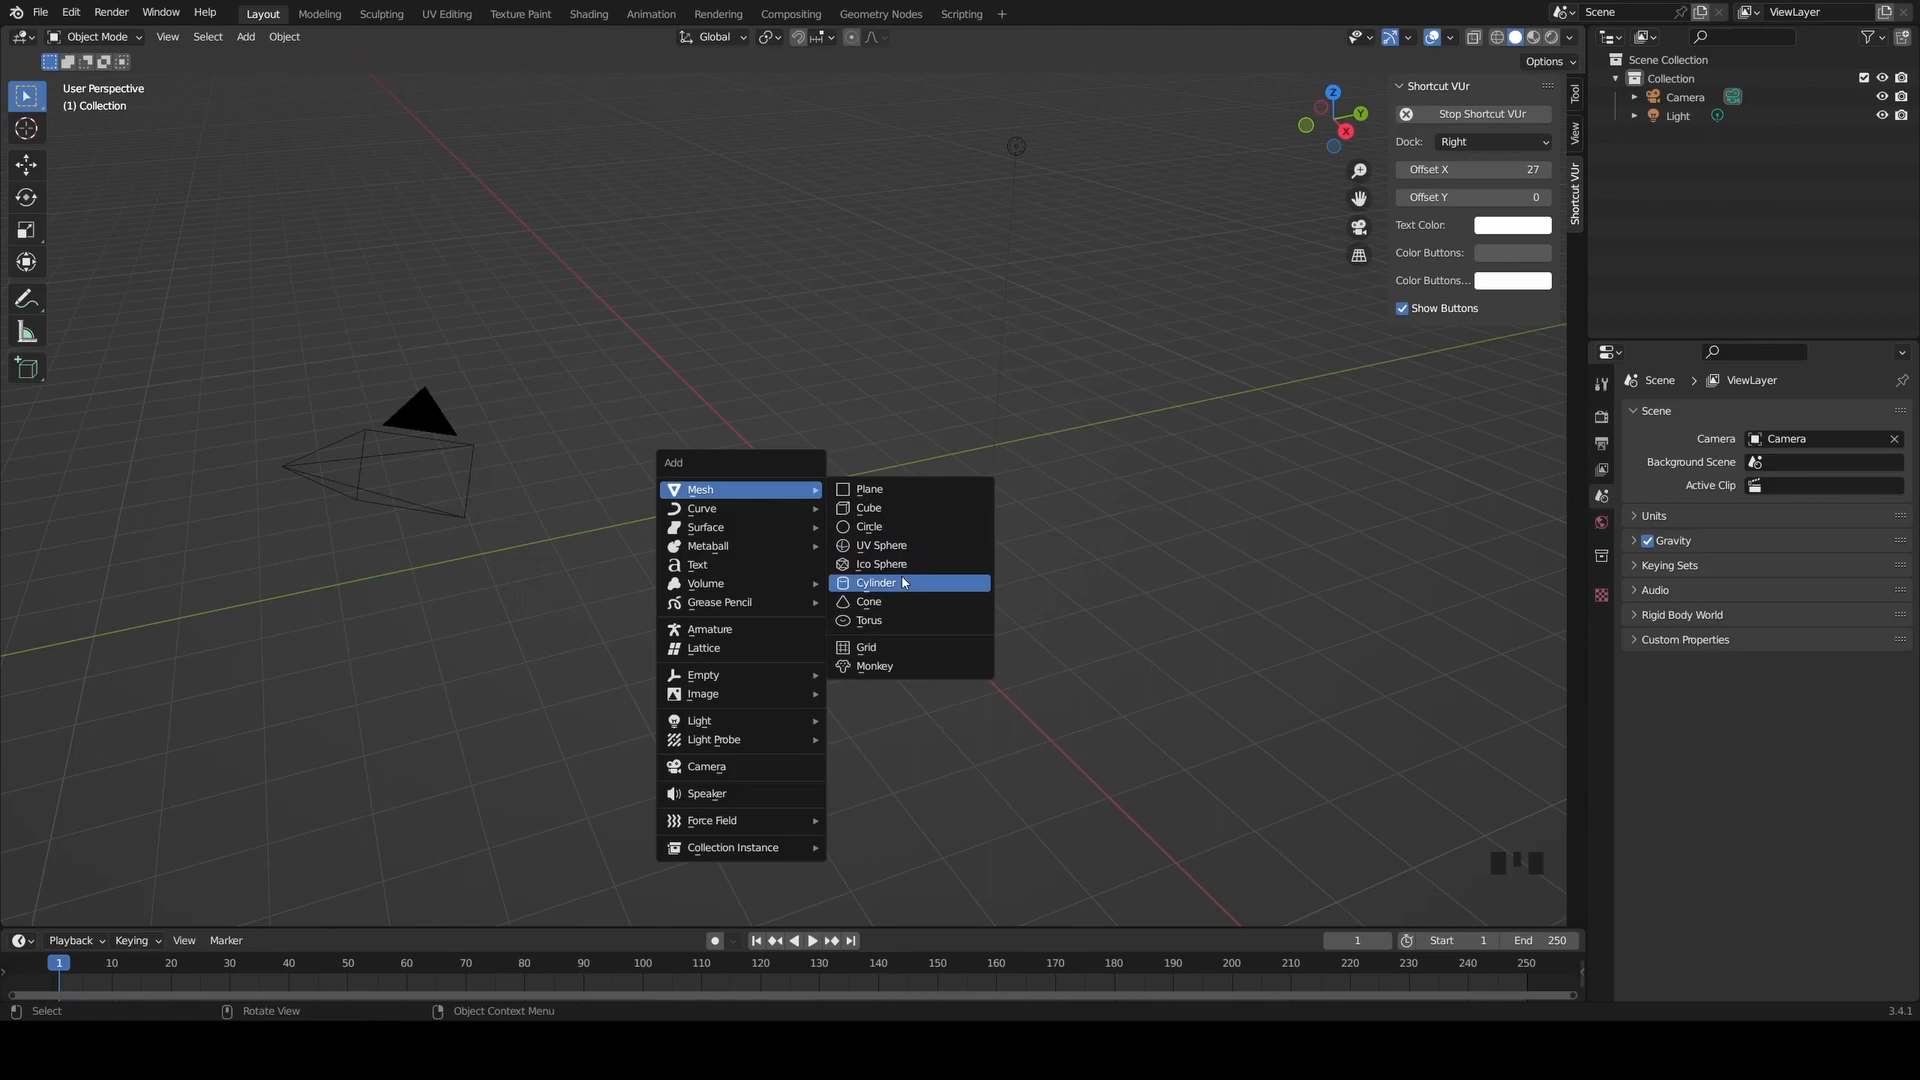 File Edit Render Window Help Layout Modeling Sculpting UV Editing Texture Paint Shading Animation Rendering Compositing Geometry Nodes Scripting + Scene ViewLayer
Object Mode View Select Add Object Global
Options
User Perspective
(1) Collection
Z
Y
X
Shortcut VUr
Stop Shortcut VUr
Dock: Right
Offset X 27
Offset Y 0
Text Color:
Color Buttons:
Color Buttons...
Show Buttons
Tool
View
Shortcut VUr
Scene Collection
Collection
Camera
Light
Scene > ViewLayer
Scene
Camera Camera
Background Scene
Active Clip
Units
Gravity
Keying Sets
Audio
Rigid Body World
Custom Properties
Add
Mesh
Curve
Surface
Metaball
Text
Volume
Grease Pencil
Armature
Lattice
Empty
Image
Light
Light Probe
Camera
Speaker
Force Field
Collection Instance
Plane
Cube
Circle
UV Sphere
Ico Sphere
Cylinder
Cone
Torus
Grid
Monkey
Playback Keying View Marker 1 Start 1 End 250
1 10 20 30 40 50 60 70 80 90 100 110 120 130 140 150 160 170 180 190 200 210 220 230 240 250
Select Rotate View Object Context Menu 3.4.1